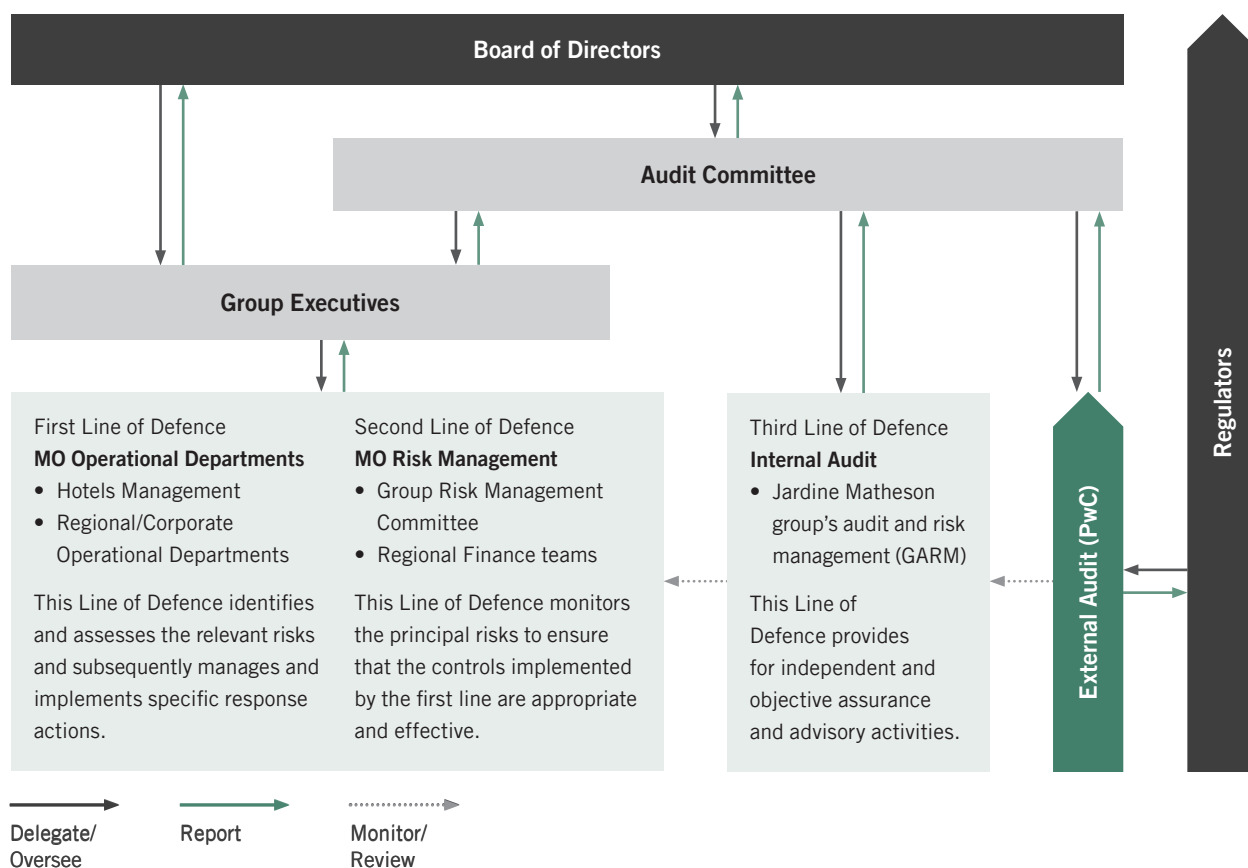 Board of Directors
Audit Committee
Group Executives
First Line of Defence
MO Operational Departments
• Hotels Management
• Regional/Corporate
Operational Departments
This Line of Defence identifies
and assesses the relevant risks
and subsequently manages and
implements specific response
actions.
Second Line of Defence
MO Risk Management
• Group Risk Management
Committee
• Regional Finance teams
This Line of Defence monitors
the principal risks to ensure
that the controls implemented
by the first line are appropriate
and effective.
Third Line of Defence
Internal Audit
• Jardine Matheson
group’s audit and risk
management (GARM)
This Line of
Defence provides
for independent and
objective assurance
and advisory activities.
External Audit (PwC)
Regulators
Delegate/
Oversee
Report
Monitor/
Review